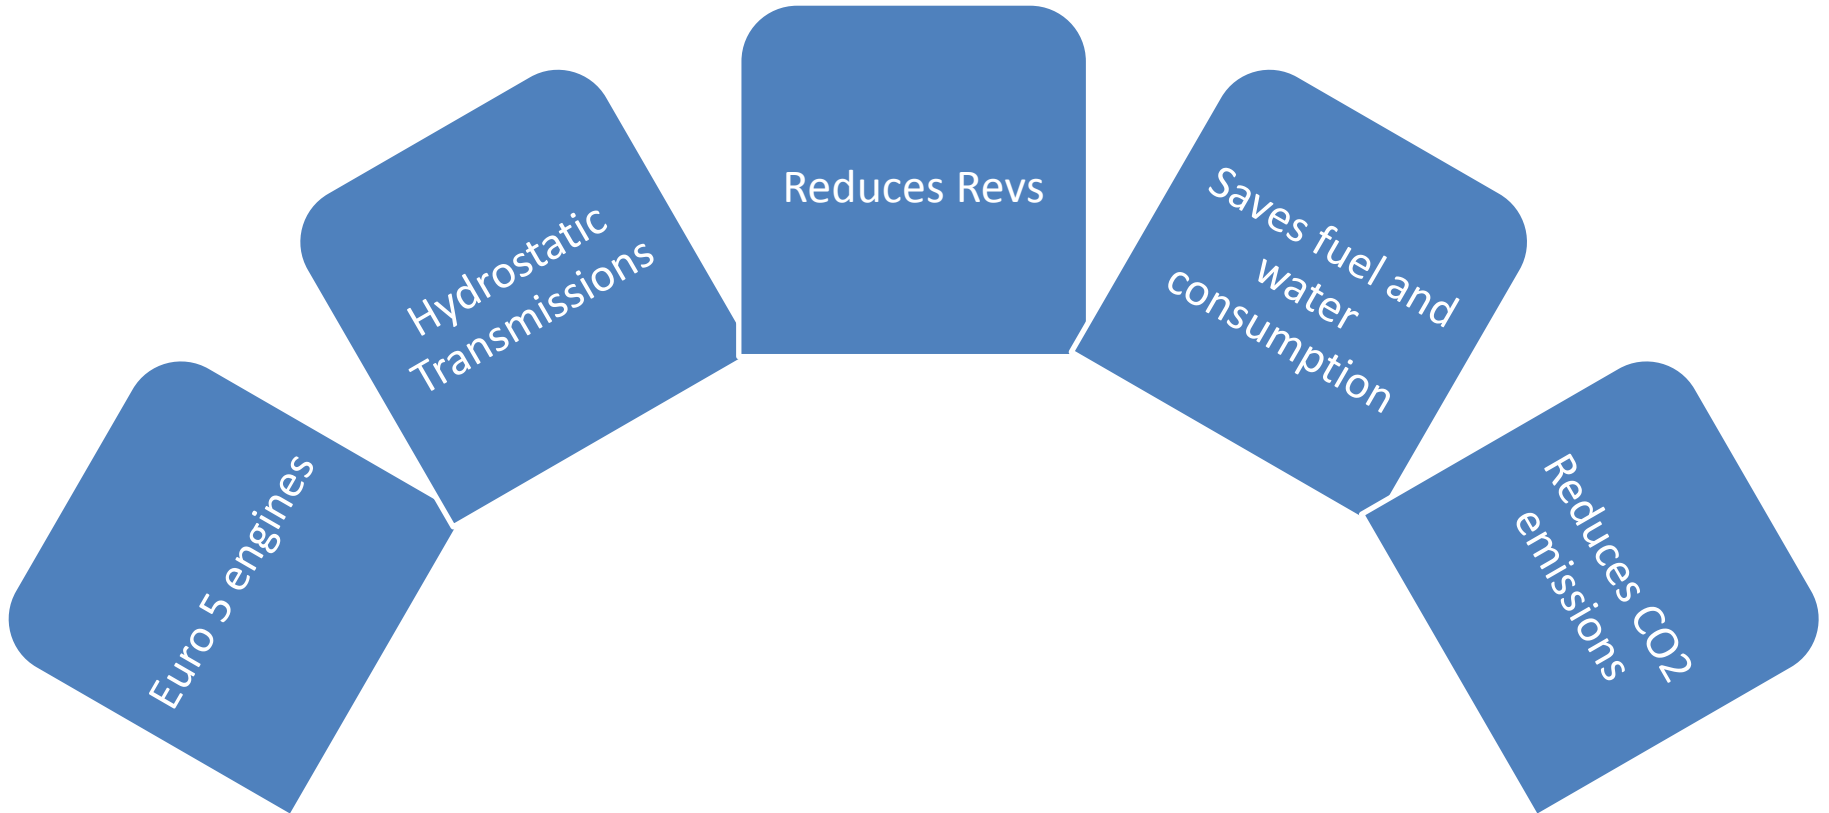 Euro 5 engines
Hydrostatic
Transmissions
Reduces Revs
Saves fuel and
water
consumption
Reduces CO2
emissions